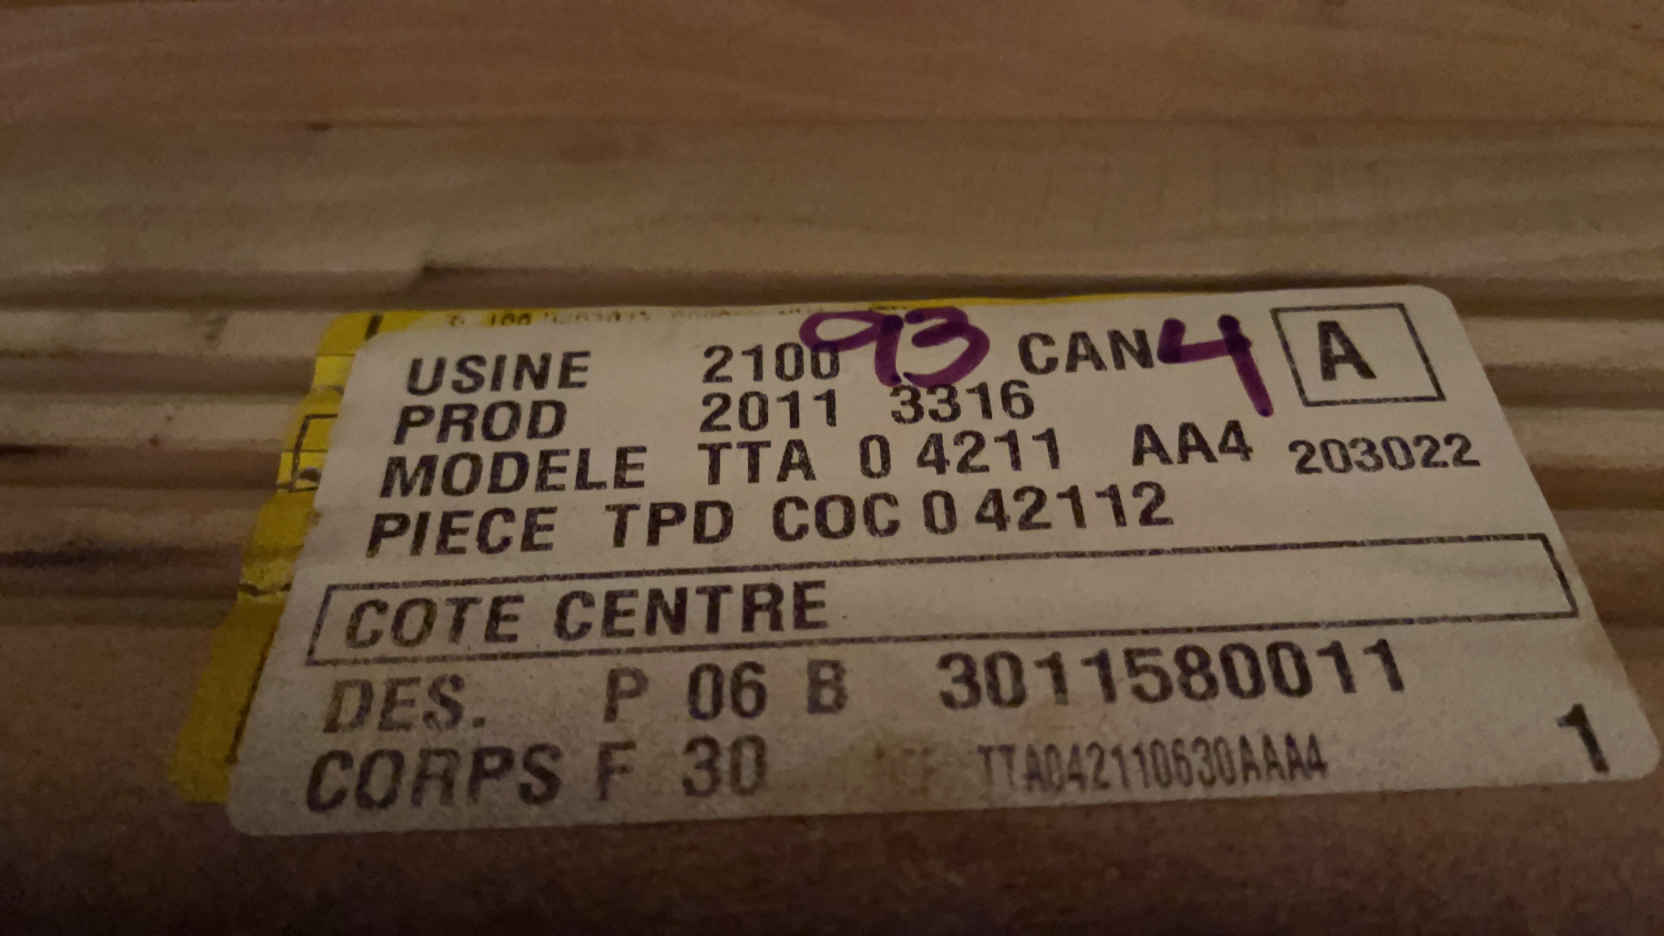 USINE 2100 93 CAN 4 A
PROD 2011 3316
MODELE TTA 0 4211 AA4 203022
PIECE TPD COC 0 42112
COTE CENTRE
DES. P 06 B 3011580011
CORPS F 30 TTA042110630AAA4 1